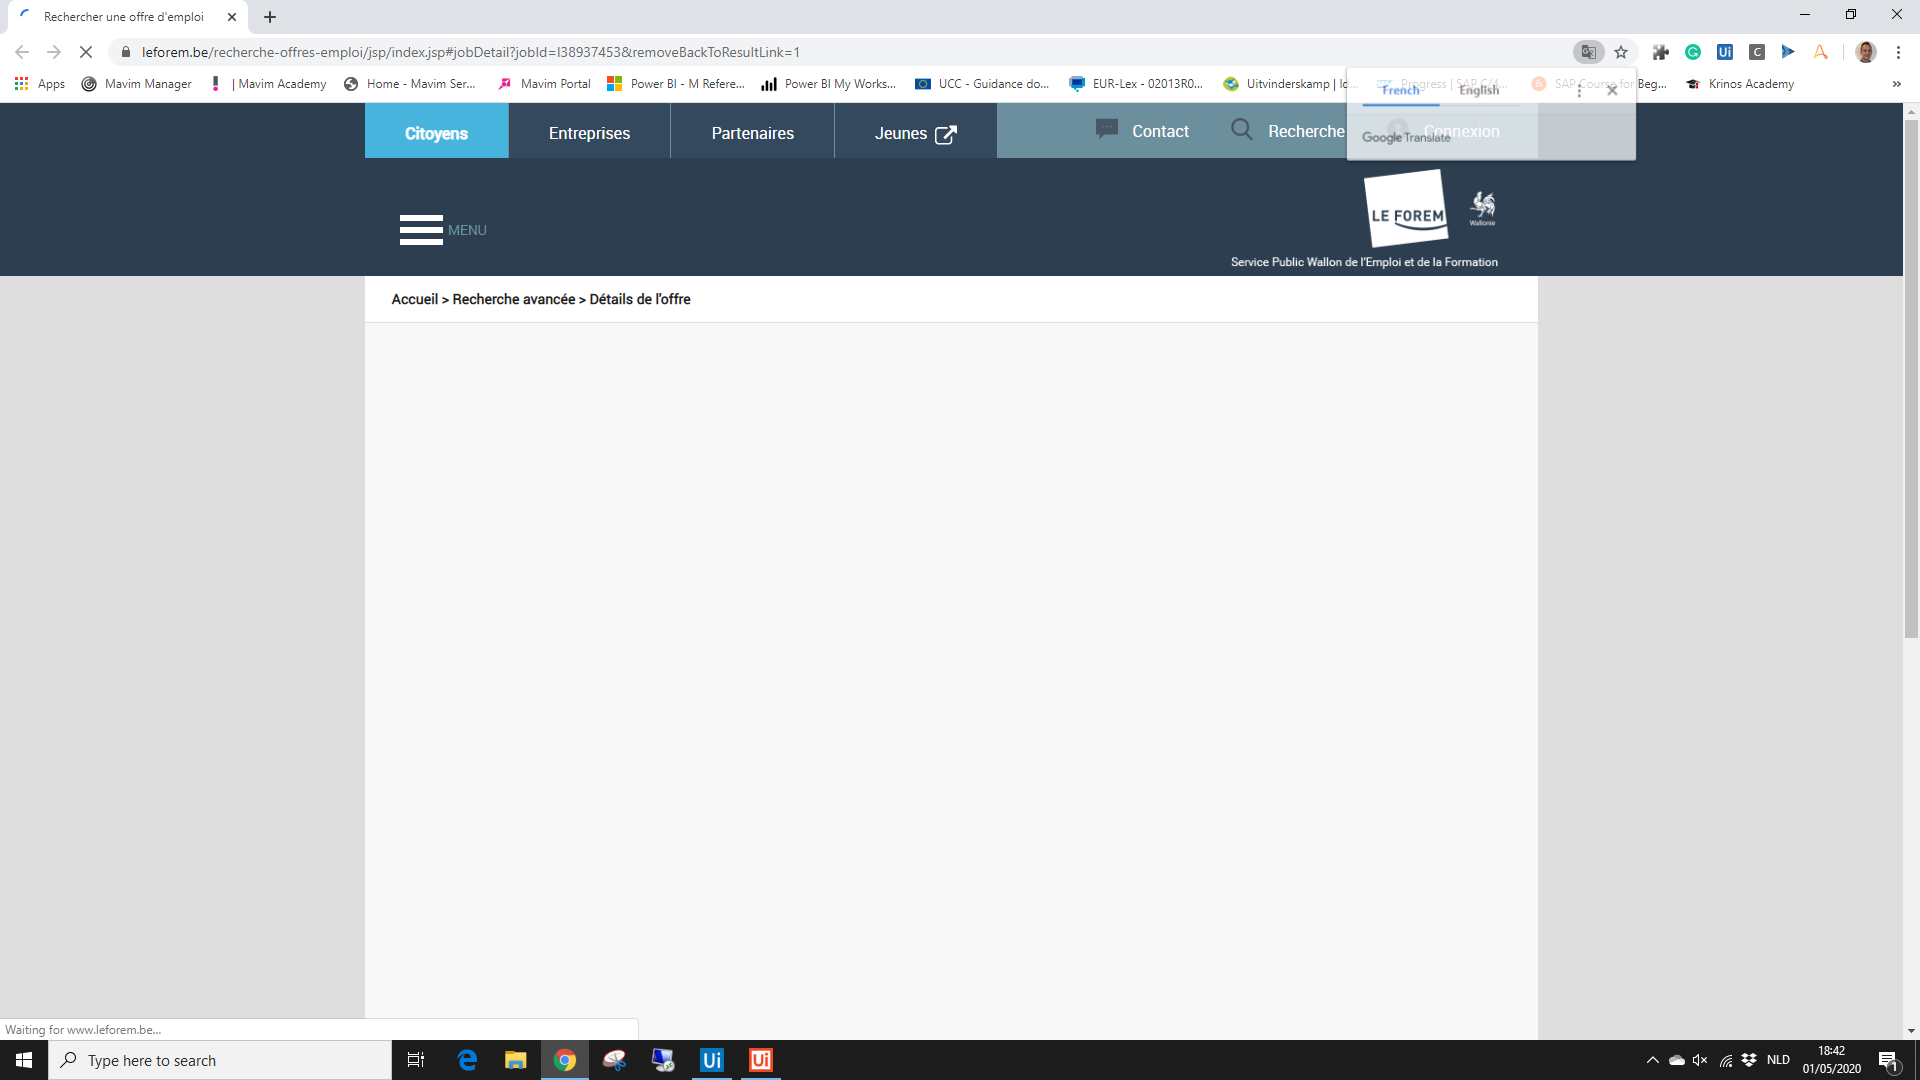 Rechercher une offre d'emploi
leforem.be/recherche-offres-emploi/jsp/index.jsp#jobDetail?jobId=I38937453&removeBackToResultLink=1
Apps Mavim Manager | Mavim Academy Home - Mavim Ser... Mavim Portal Power BI - M Refere... Power BI My Works... UCC - Guidance do... EUR-Lex - 02013R0... Uitvinderskamp | Id... Progress | SAP C/4... SAP Course for Beg... Krinos Academy »
French English
Google Translate
Citoyens Entreprises Partenaires Jeunes Contact Recherche Connexion
MENU
LE FOREM
Wallonie
Service Public Wallon de l'Emploi et de la Formation
Accueil > Recherche avancée > Détails de l'offre
Waiting for www.leforem.be...
Type here to search
Ui Ui
NLD
18:42
01/05/2020
1